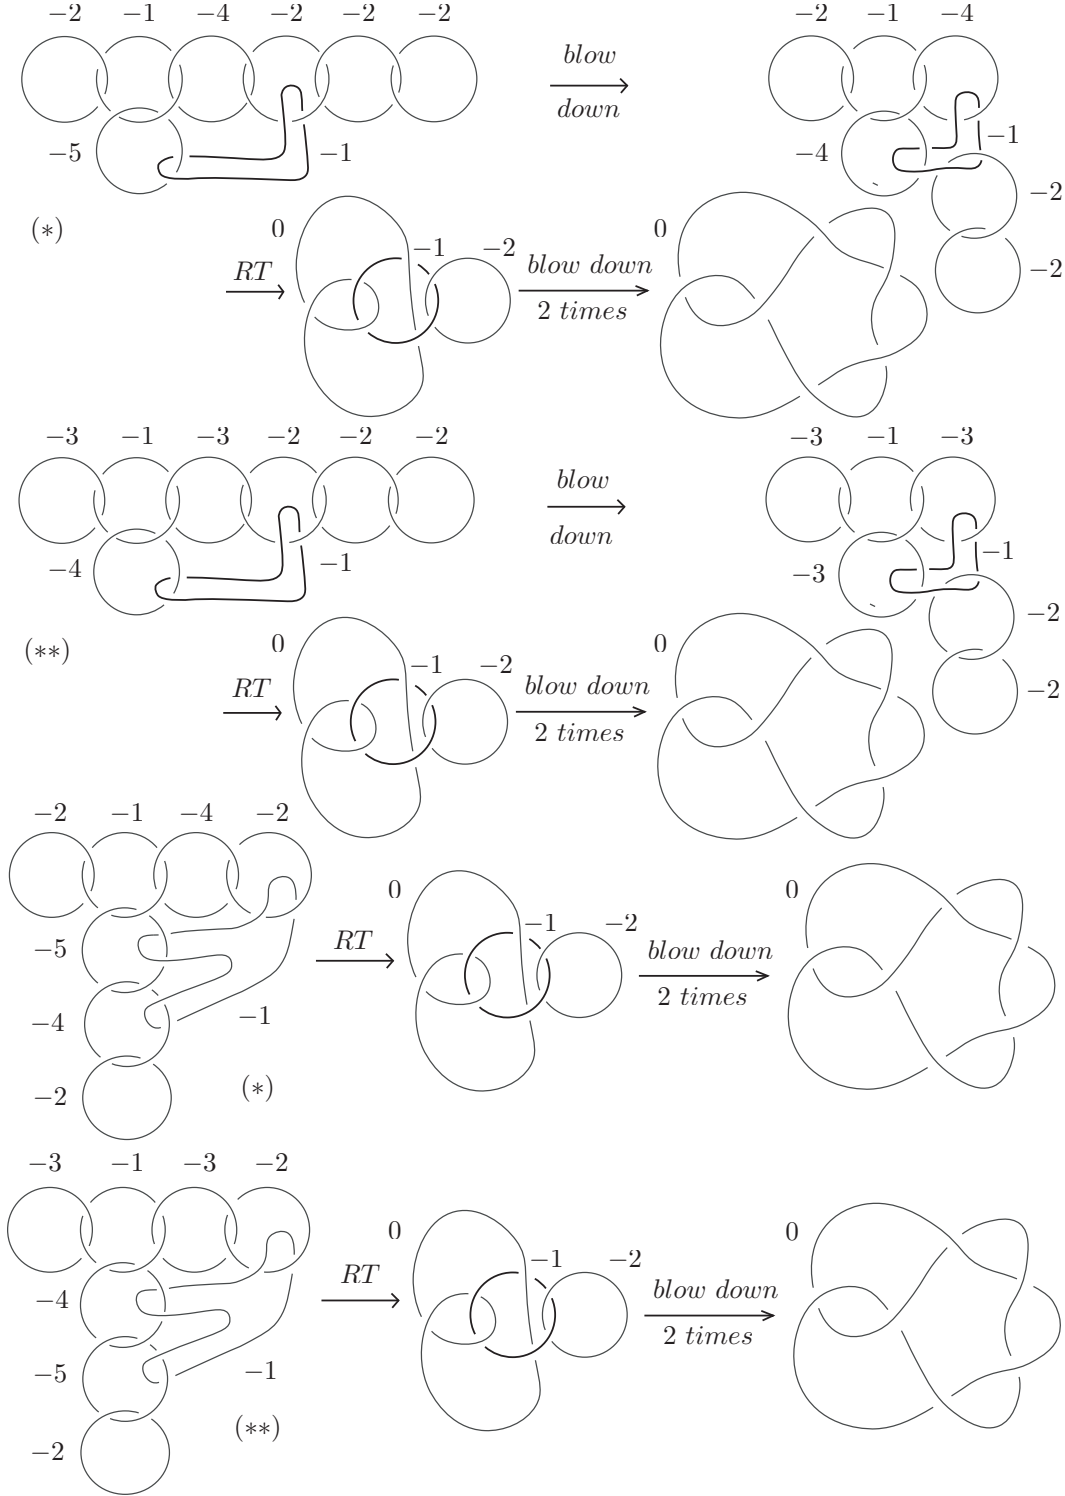 −2 −1 −4 −2 −2 −2
blow
down
−2 −1 −4
−5 −1
−4 −1
−2
−2
(∗)
RT
0 −1 −2
blow down
2 times
0
−3 −1 −3 −2 −2 −2
blow
down
−3 −1 −3
−4 −1
−3 −1
−2
−2
(∗∗)
RT
0 −1 −2
blow down
2 times
0
−2 −1 −4 −2
−5
−4 −1
−2
(∗)
RT
0 −1 −2
blow down
2 times
0
−3 −1 −3 −2
−4
−5 −1
−2
(∗∗)
RT
0 −1 −2
blow down
2 times
0